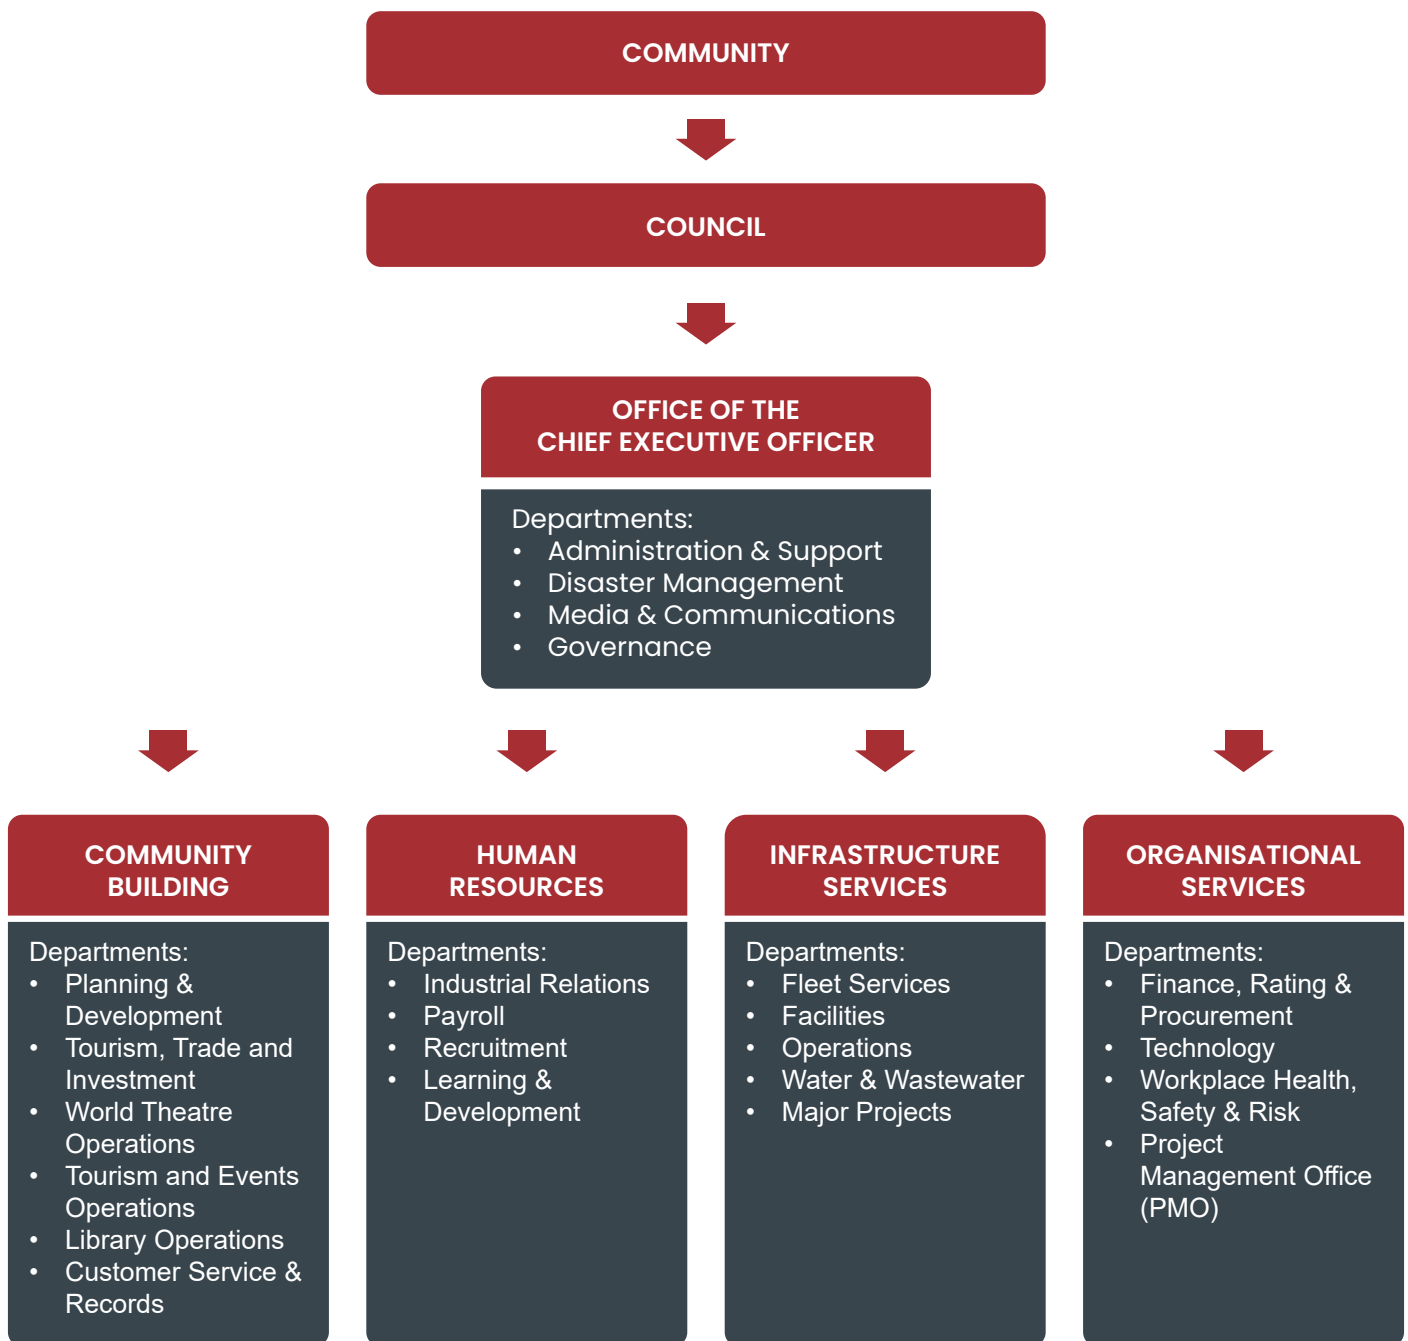 COMMUNITY
COUNCIL
OFFICE OF THE
CHIEF EXECUTIVE OFFICER
Departments:
• Administration & Support
• Disaster Management
• Media & Communications
• Governance
COMMUNITY
BUILDING
Departments:
• Planning &
Development
• Tourism, Trade and
Investment
• World Theatre
Operations
• Tourism and Events
Operations
• Library Operations
• Customer Service &
Records
HUMAN
RESOURCES
Departments:
• Industrial Relations
• Payroll
• Recruitment
• Learning &
Development
INFRASTRUCTURE
SERVICES
Departments:
• Fleet Services
• Facilities
• Operations
• Water & Wastewater
• Major Projects
ORGANISATIONAL
SERVICES
Departments:
• Finance, Rating &
Procurement
• Technology
• Workplace Health,
Safety & Risk
• Project
Management Office
(PMO)